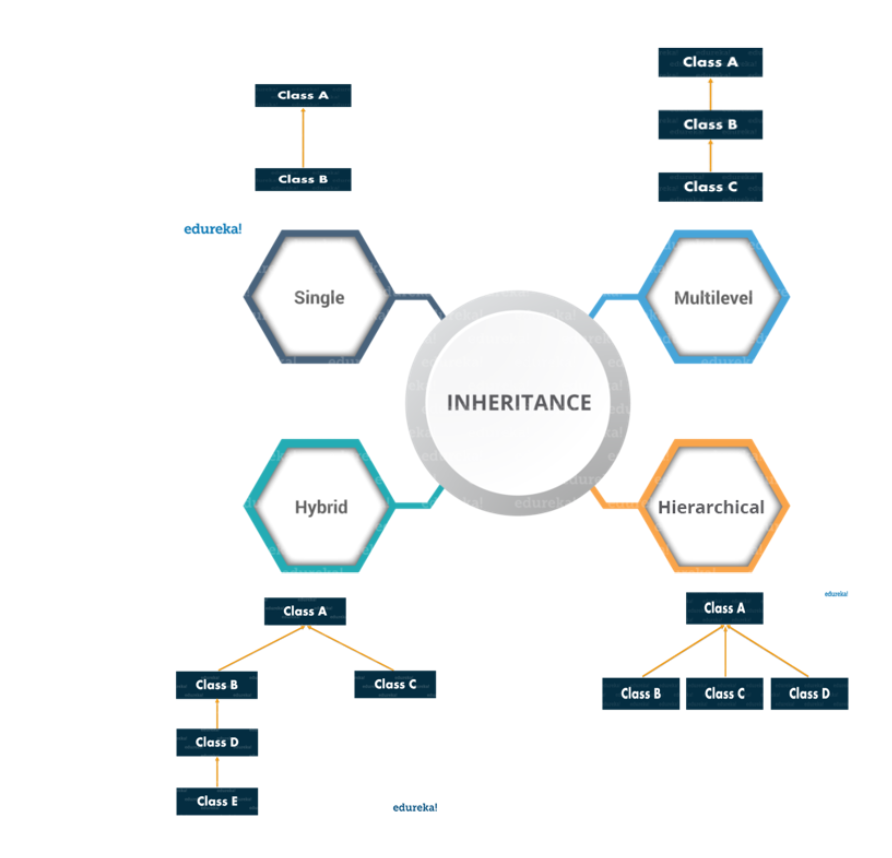 Class A
Class B
Class A
Class B
Class C
edureka!
Single
Multilevel
INHERITANCE
Hybrid
Hierarchical
Class A
Class B
Class C
Class D
Class E
edureka!
Class A
Class B
Class C
Class D
edureka!